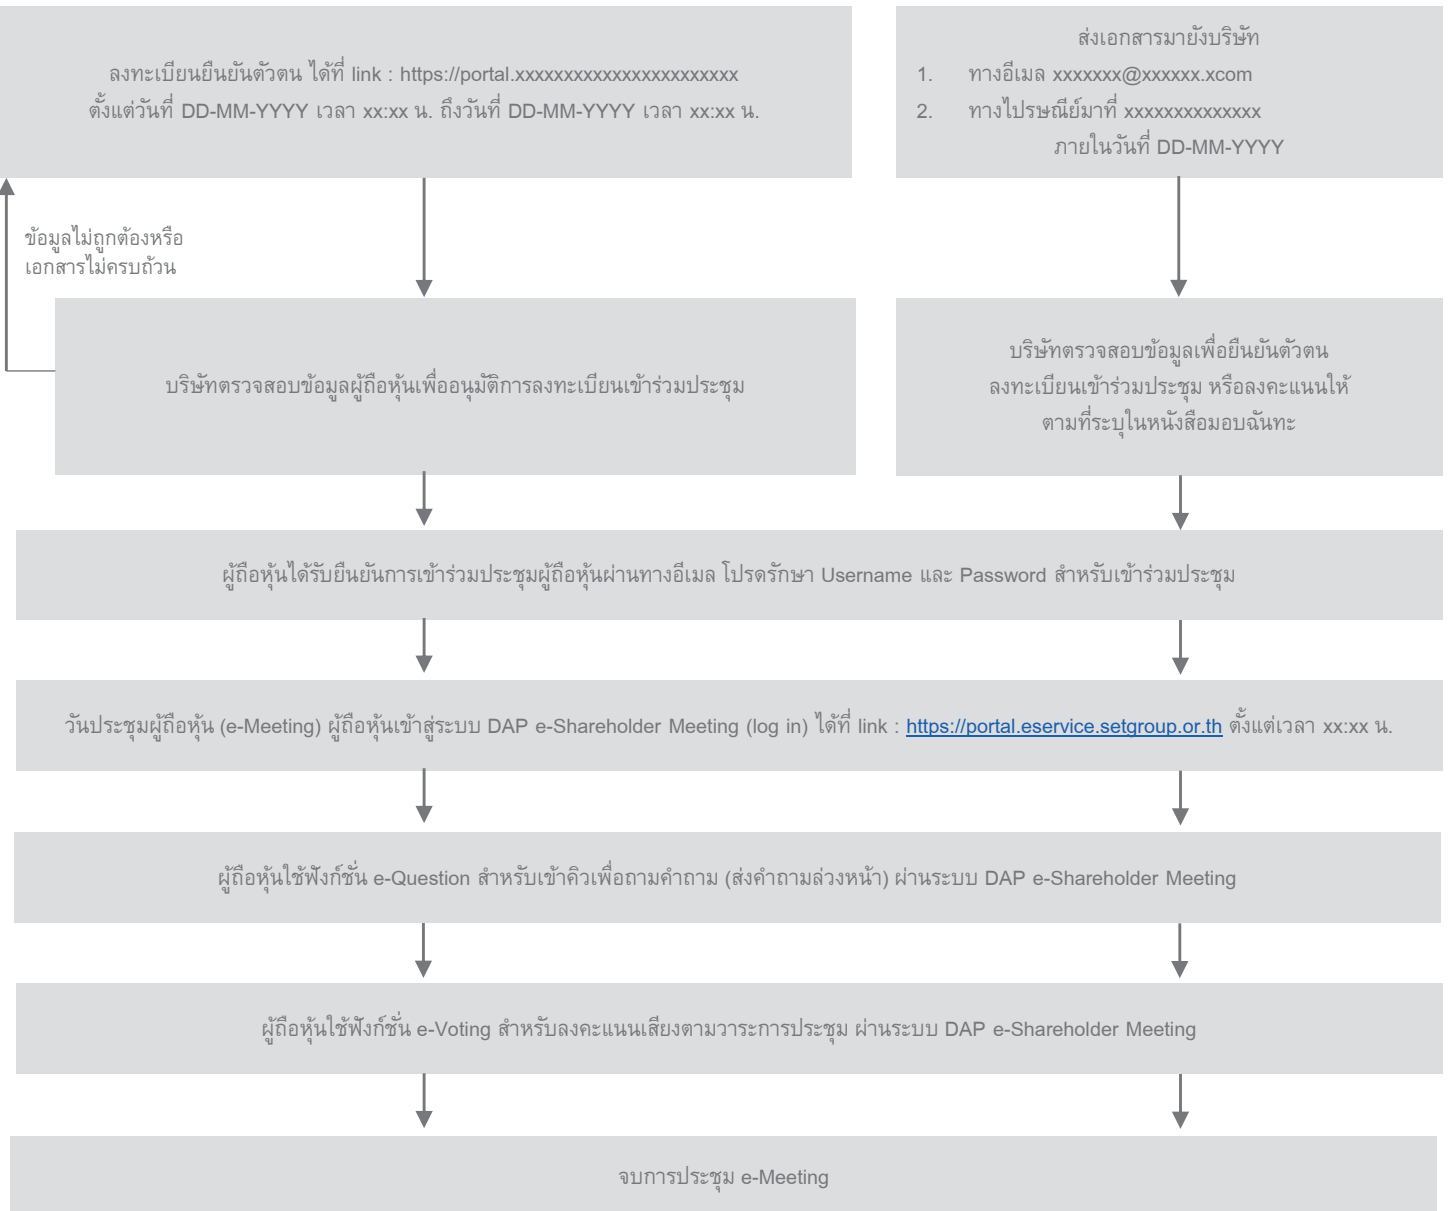 ลงทะเบียนยืนยันตัวตน ได้ที่ link : https://portal.xxxxxxxxxxxxxxxxxxxxxxx
ตั้งแต่วันที่ DD-MM-YYYY เวลา xx:xx น. ถึงวันที่ DD-MM-YYYY เวลา xx:xx น.
ส่งเอกสารมายังบริษัท
1. ทางอีเมล xxxxxxx@xxxxxx.xcom
2. ทางไปรษณีย์มาที่ xxxxxxxxxxxxxx
ภายในวันที่ DD-MM-YYYY
ข้อมูลไม่ถูกต้องหรือ
เอกสารไม่ครบถ้วน
บริษัทตรวจสอบข้อมูลผู้ถือหุ้นเพื่ออนุมัติการลงทะเบียนเข้าร่วมประชุม
บริษัทตรวจสอบข้อมูลเพื่อยืนยันตัวตน
ลงทะเบียนเข้าร่วมประชุม หรือลงคะแนนให้
ตามที่ระบุในหนังสือมอบฉันทะ
ผู้ถือหุ้นได้รับยืนยันการเข้าร่วมประชุมผู้ถือหุ้นผ่านทางอีเมล โปรดรักษา Username และ Password สำหรับเข้าร่วมประชุม
วันประชุมผู้ถือหุ้น (e-Meeting) ผู้ถือหุ้นเข้าสู่ระบบ DAP e-Shareholder Meeting (log in) ได้ที่ link : https://portal.eservice.setgroup.or.th ตั้งแต่เวลา xx:xx น.
ผู้ถือหุ้นใช้ฟังก์ชั่น e-Question สำหรับเข้าคิวเพื่อถามคำถาม (ส่งคำถามล่วงหน้า) ผ่านระบบ DAP e-Shareholder Meeting
ผู้ถือหุ้นใช้ฟังก์ชั่น e-Voting สำหรับลงคะแนนเสียงตามวาระการประชุม ผ่านระบบ DAP e-Shareholder Meeting
จบการประชุม e-Meeting